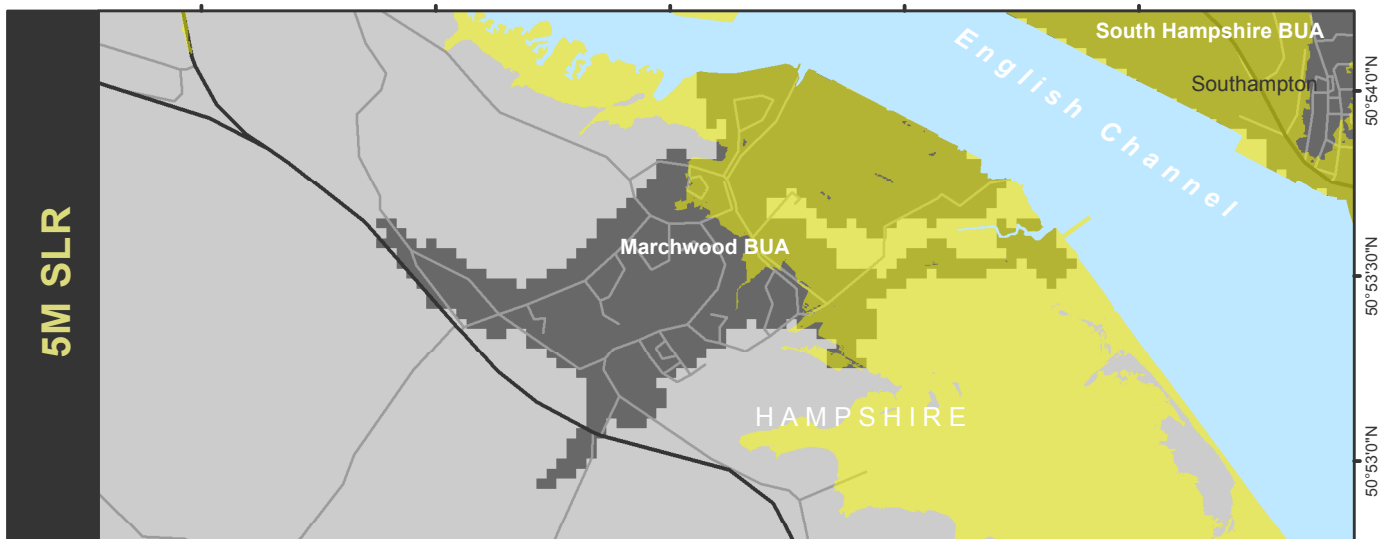 5M SLR
South Hampshire BUA
English Channel
Southampton
50°54'0"N
Marchwood BUA
50°53'30"N
HAMPSHIRE
50°53'0"N